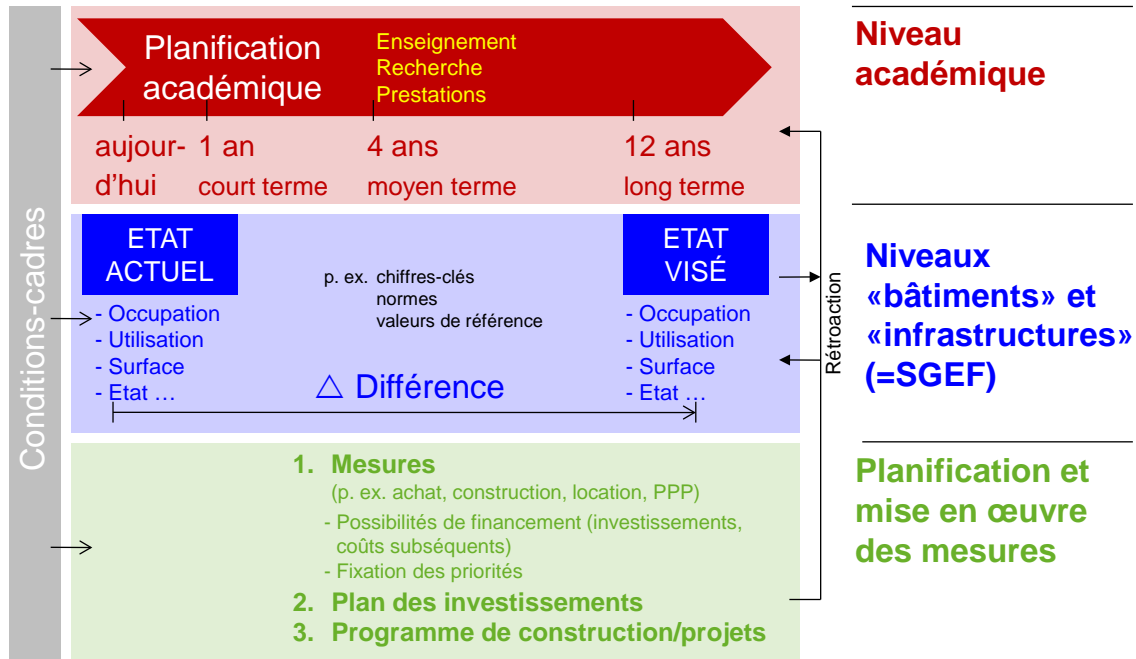 Conditions-cadres
Planification
académique
Enseignement
Recherche
Prestations
aujour-
d’hui
1 an
court terme
4 ans
moyen terme
12 ans
long terme
Niveau
académique
ETAT
ACTUEL
- Occupation
- Utilisation
- Surface
- Etat …
p. ex. chiffres-clés
normes
valeurs de référence
△ Différence
ETAT
VISÉ
- Occupation
- Utilisation
- Surface
- Etat …
Rétroaction
Niveaux
«bâtiments» et
«infrastructures»
(=SGEF)
1. Mesures
(p. ex. achat, construction, location, PPP)
- Possibilités de financement (investissements,
coûts subséquents)
- Fixation des priorités
2. Plan des investissements
3. Programme de construction/projets
Planification et
mise en œuvre
des mesures